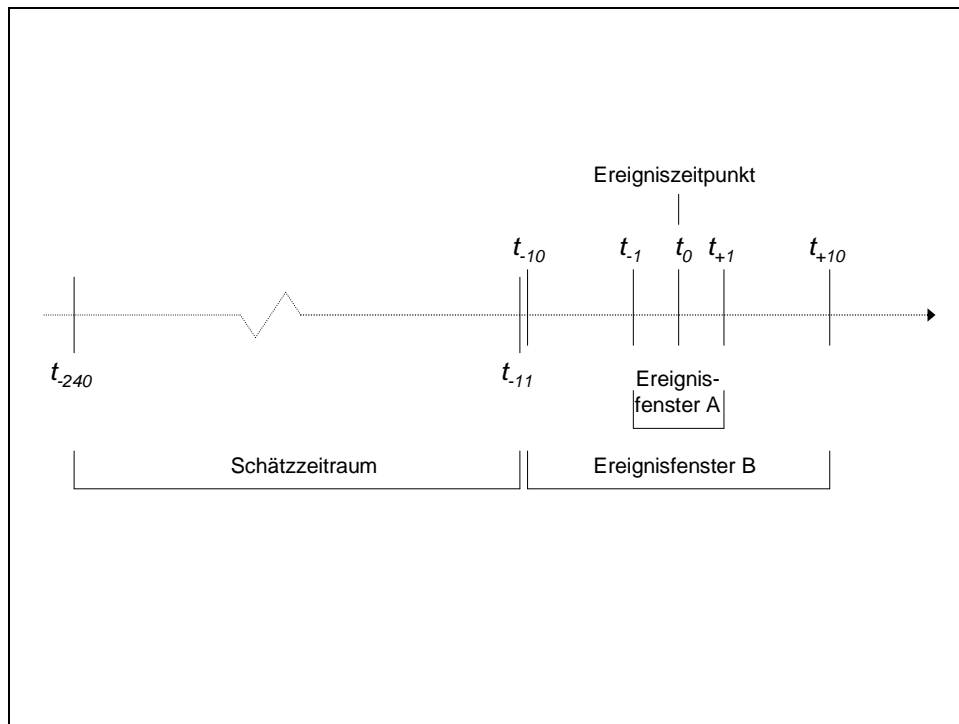 Ereigniszeitpunkt
t-10 t-1 t0 t+1 t+10
t-240 t-11
Ereignis-
fenster A
Schätzzeitraum Ereignisfenster B